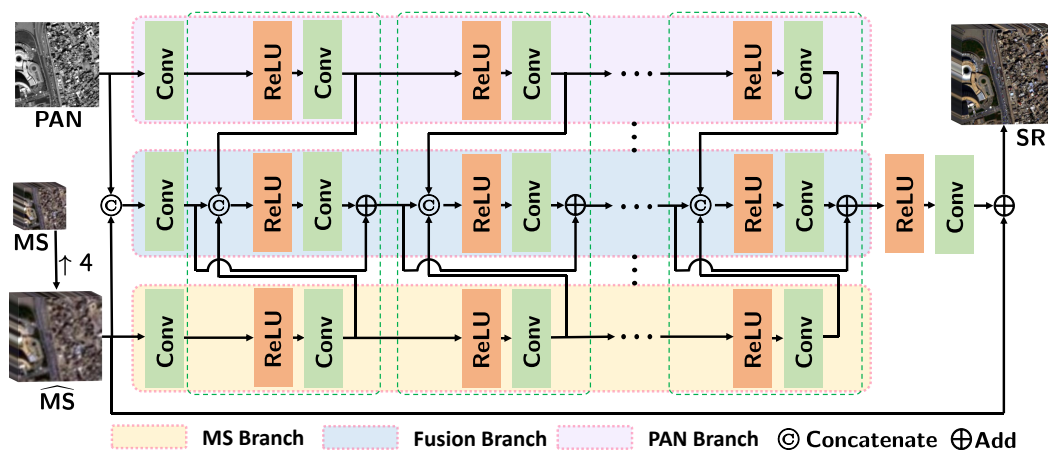 Conv ReLU Conv ReLU Conv · · · · ReLU Conv
PAN
SR
C Conv C ReLU Conv C ReLU Conv · · · · C ReLU Conv ReLU Conv
MS
↑ 4
Conv ReLU Conv ReLU Conv · · · · ReLU Conv
M͡S
MS Branch Fusion Branch PAN Branch C Concatenate ⊕ Add